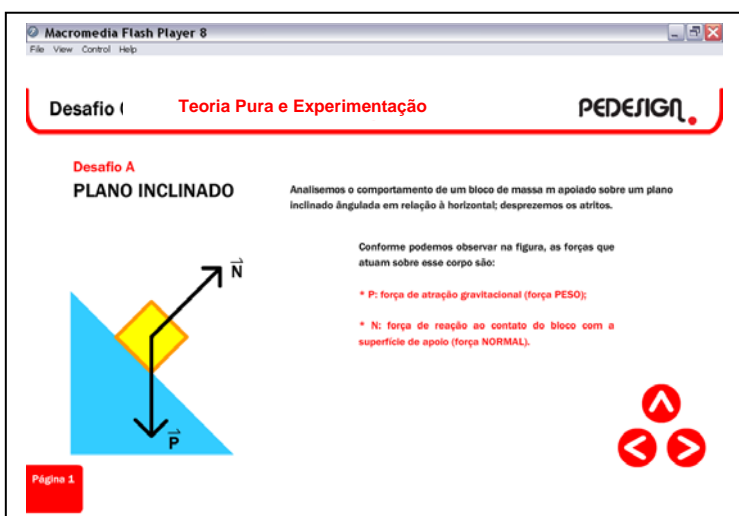 Macromedia Flash Player 8
File View Control Help
Desafio (
Teoria Pura e Experimentação
PEDESIGN.
Desafio A
PLANO INCLINADO
Analisemos o comportamento de um bloco de massa m apoiado sobre um plano
inclinado ângulada em relação à horizontal; desprezemos os atritos.
Conforme podemos observar na figura, as forças que
atuam sobre esse corpo são:
* P: força de atração gravitacional (força PESO);
* N: força de reação ao contato do bloco com a
superfície de apoio (força NORMAL).
N
P
Página 1